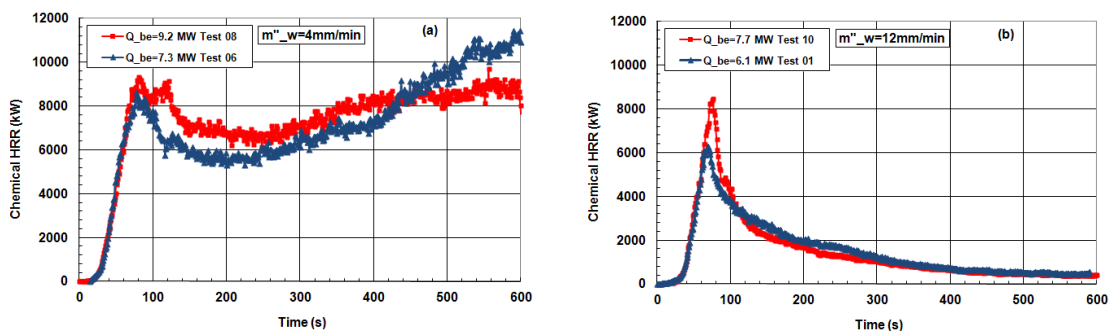 12000
10000
8000
6000
4000
2000
0
Chemical HRR (kW)
Q_be=9.2 MW Test 08
Q_be=7.3 MW Test 06
m"_w=4mm/min
(a)
0 100 200 300 400 500 600
Time (s)
12000
10000
8000
6000
4000
2000
0
Chemical HRR (kW)
Q_be=7.7 MW Test 10
Q_be=6.1 MW Test 01
m"_w=12mm/min
(b)
0 100 200 300 400 500 600
Time (s)